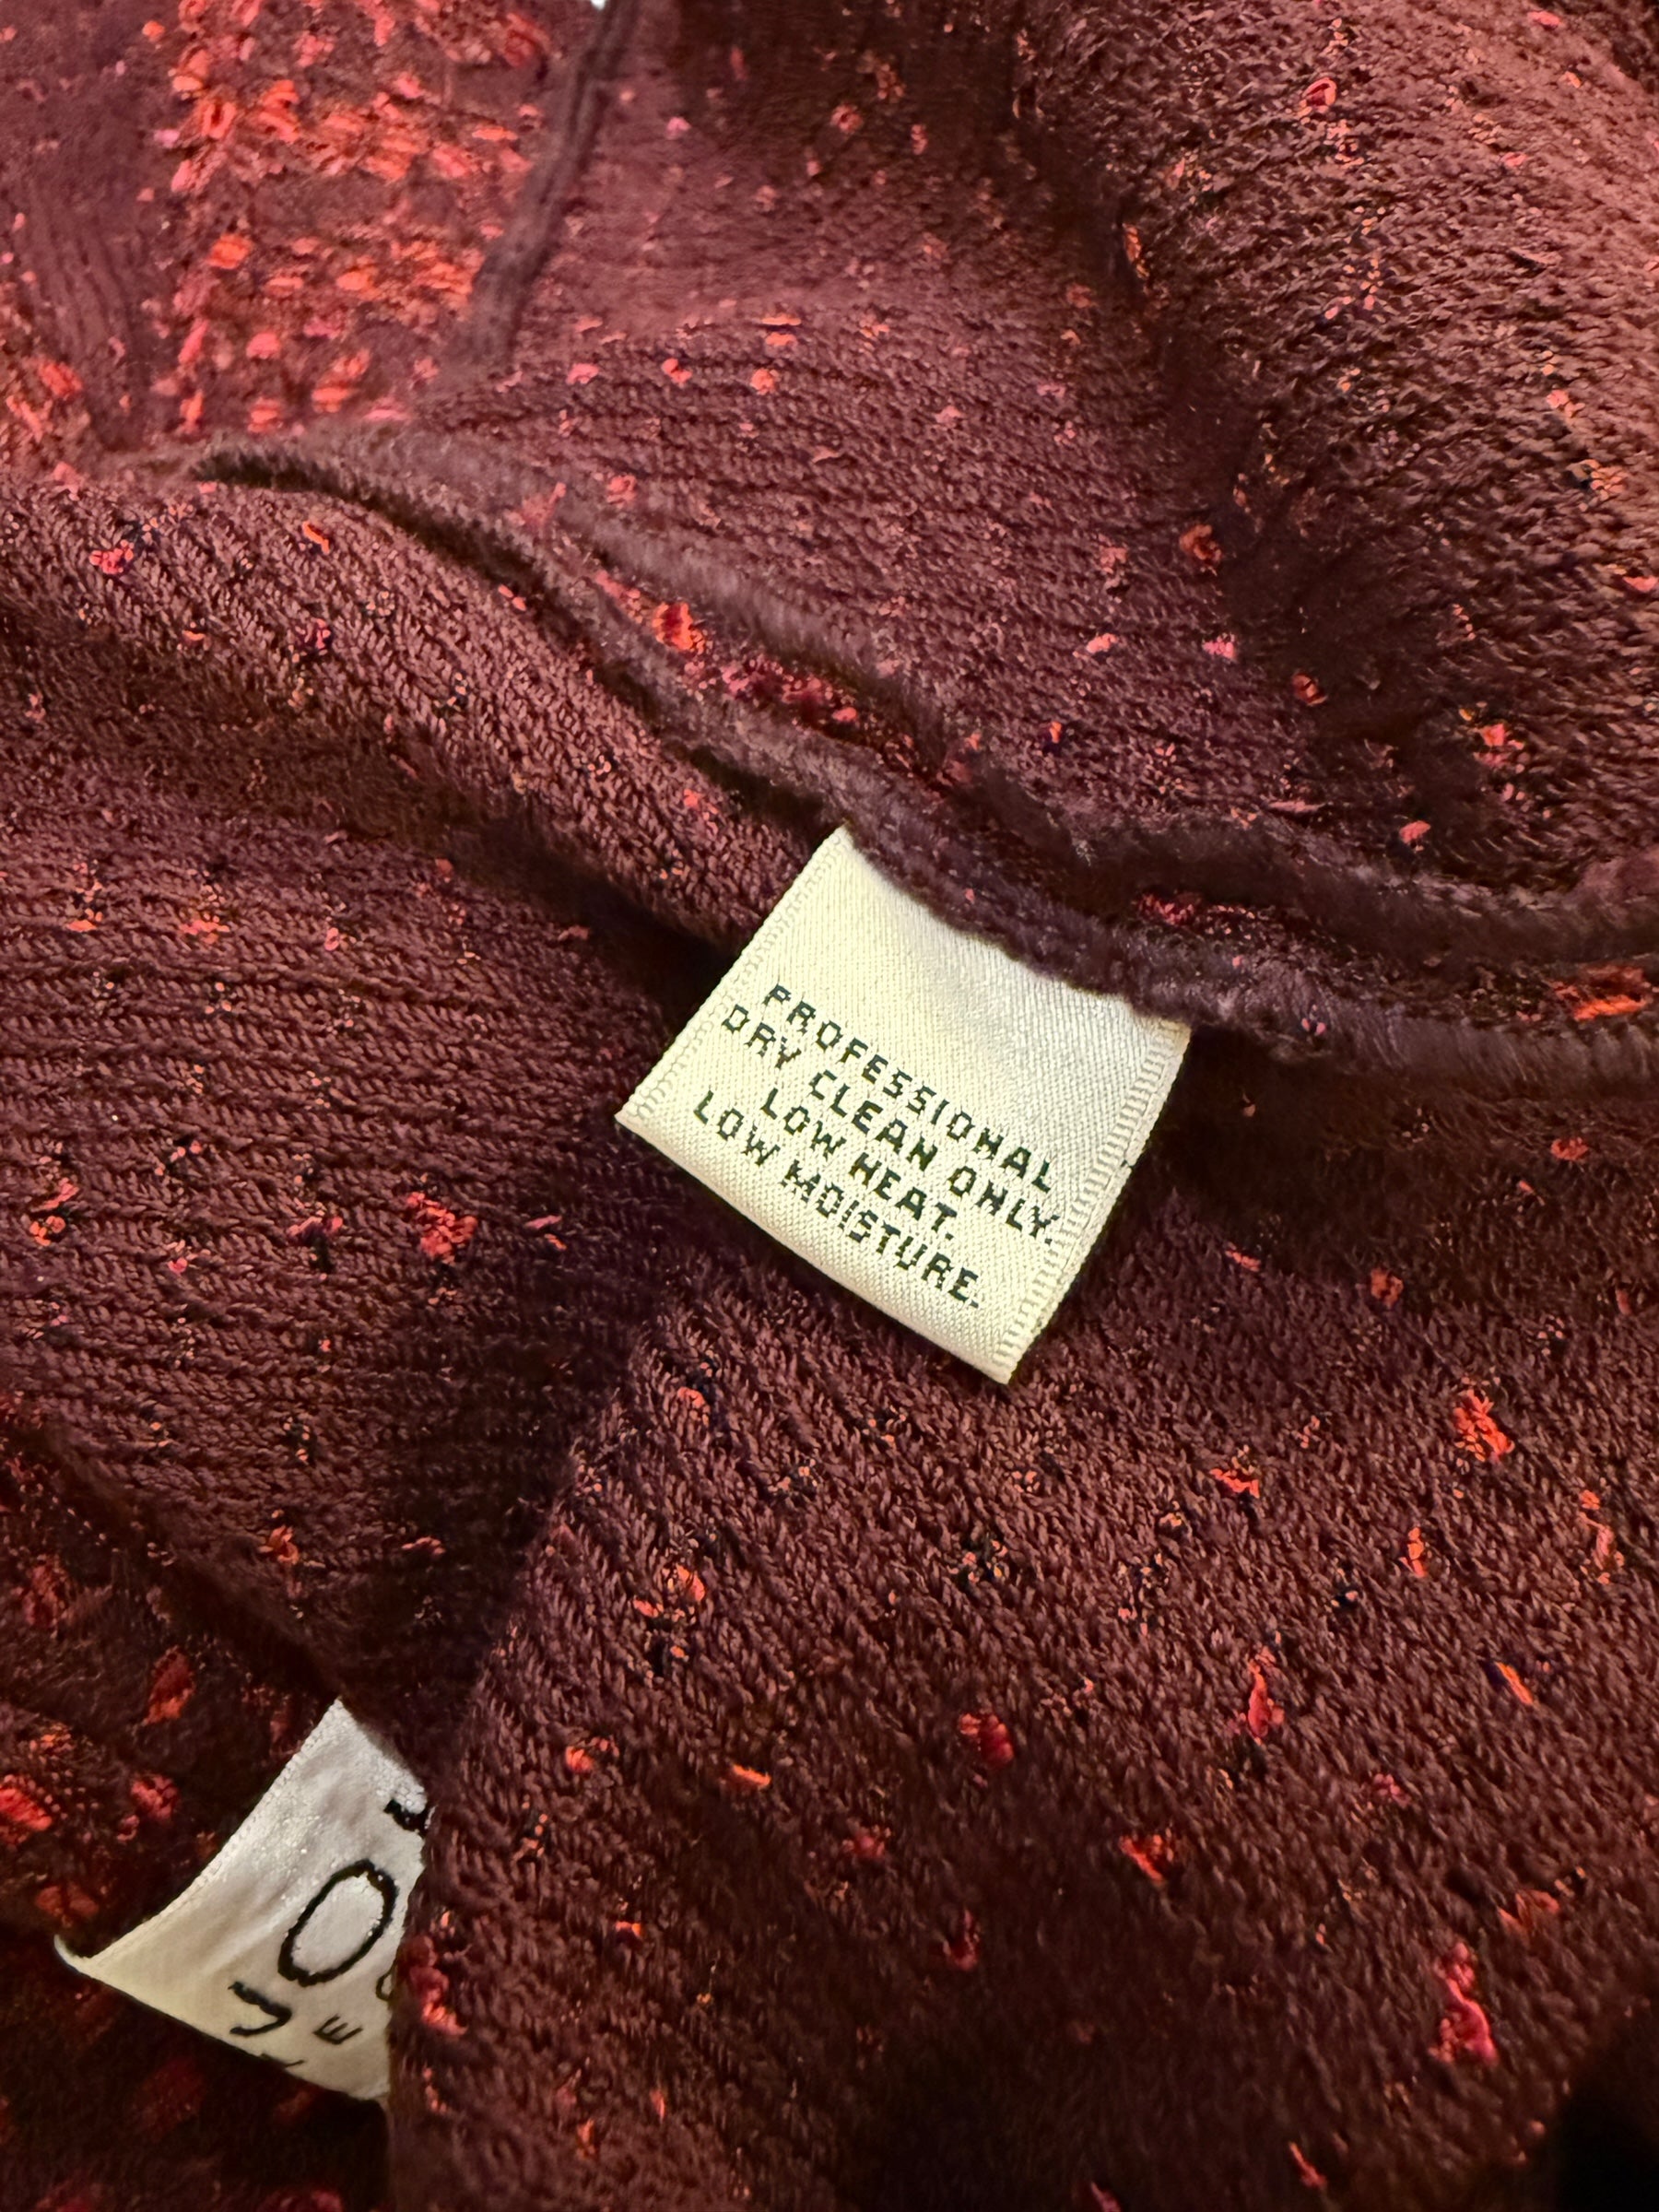 PROFESSIONAL
DRY CLEAN ONLY.
LOW HEAT.
LOW MOISTURE.